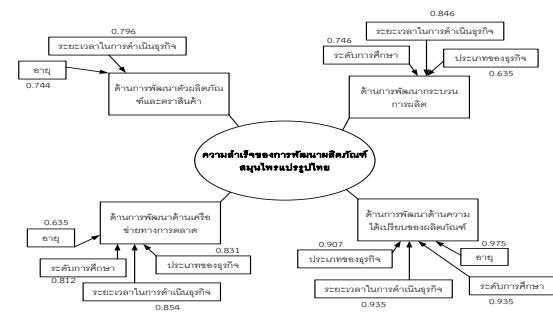 0.796
ระยะเวลาในการดำเนินธุรกิจ
อายุ
0.744
ด้านการพัฒนาตัวผลิตภัณ
ฑ์และตราสินค้า
0.846
ระยะเวลาในการดำเนินธุรกิจ
0.746
ระดับการศึกษา
ประเภทของธุรกิจ
0.635
ด้านการพัฒนากระบวน
การผลิต
ความสำเร็จของการพัฒนาผลิตภัณฑ์
สมุนไพรแปรรูปไทย
ด้านการพัฒนาด้านเครือ
ข่ายทางการตลาด
0.635
อายุ
ระดับการศึกษา
0.812
0.831
ประเภทของธุรกิจ
ระยะเวลาในการดำเนินธุรกิจ
0.854
ด้านการพัฒนาด้านความ
ได้เปรียบของผลิตภัณฑ์
0.907
ประเภทของธุรกิจ
0.975
อายุ
ระยะเวลาในการดำเนินธุรกิจ
0.935
ระดับการศึกษา
0.935